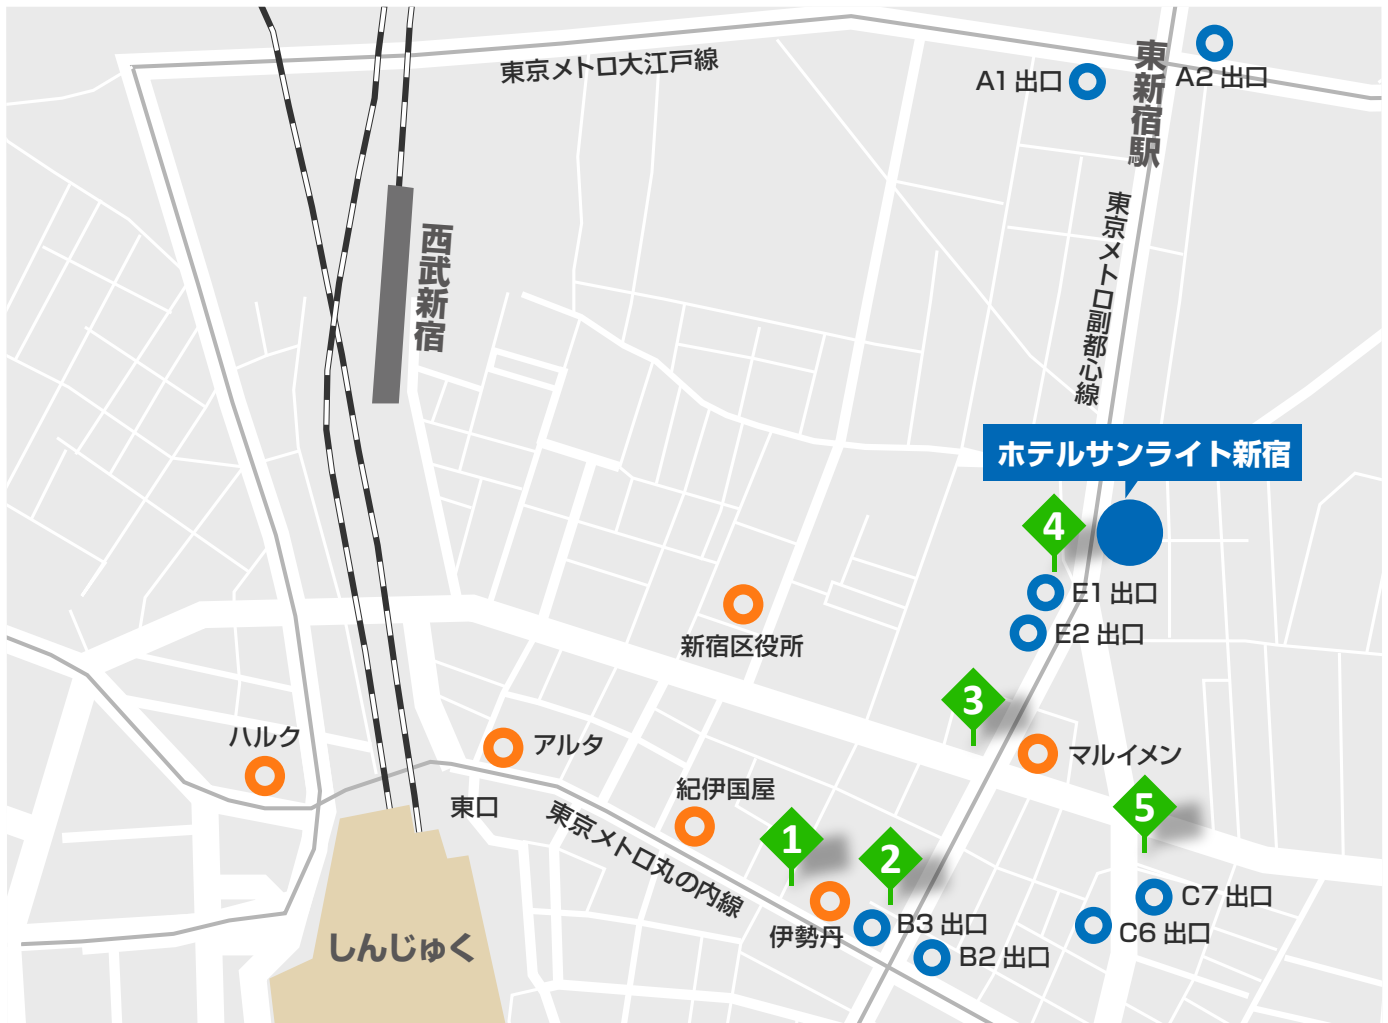 東京メトロ大江戸線
A1 出口
東新宿駅
A2 出口
東京メトロ副都心線
西武新宿
ホテルサンライト新宿
4
E1 出口
E2 出口
新宿区役所
3
ハルク
アルタ
マルイメン
東口
紀伊国屋
5
東京メトロ丸の内線
1
2
C7 出口
C6 出口
伊勢丹
B3 出口
B2 出口
しんじゅく